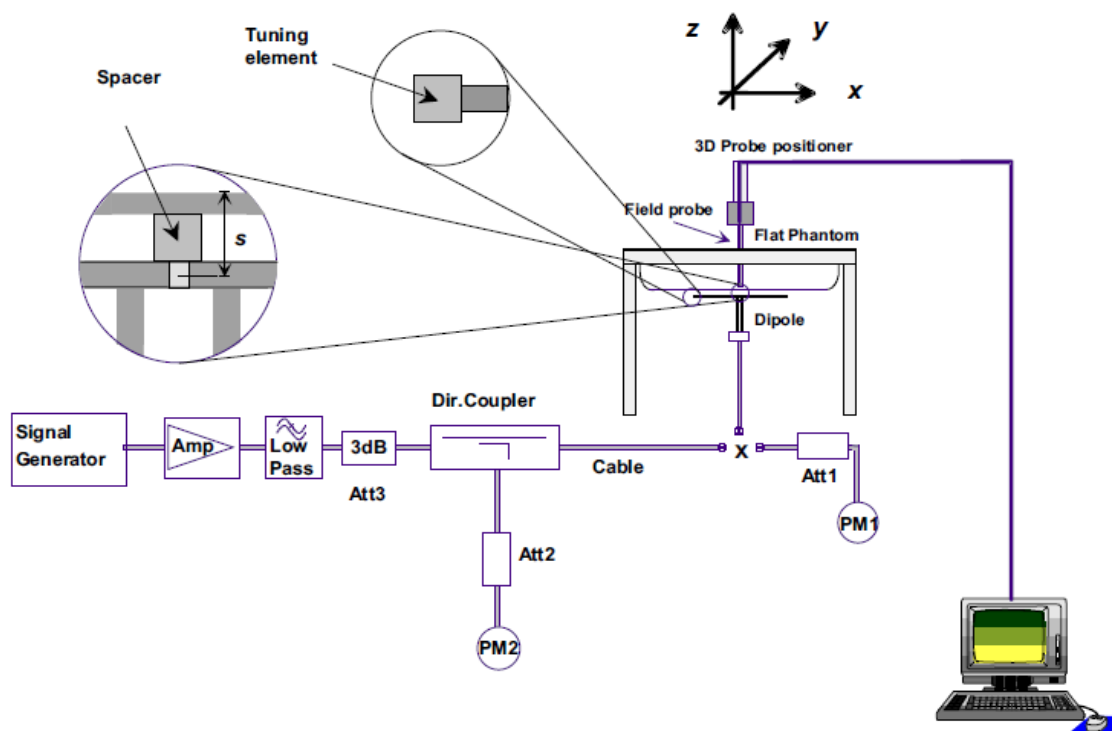 Tuning
element
Spacer
s
z
y
x
3D Probe positioner
Field probe
Flat Phantom
Dipole
Dir.Coupler
Signal
Generator
Amp
Low
Pass
3dB
Att3
Cable
x
Att1
PM1
Att2
PM2